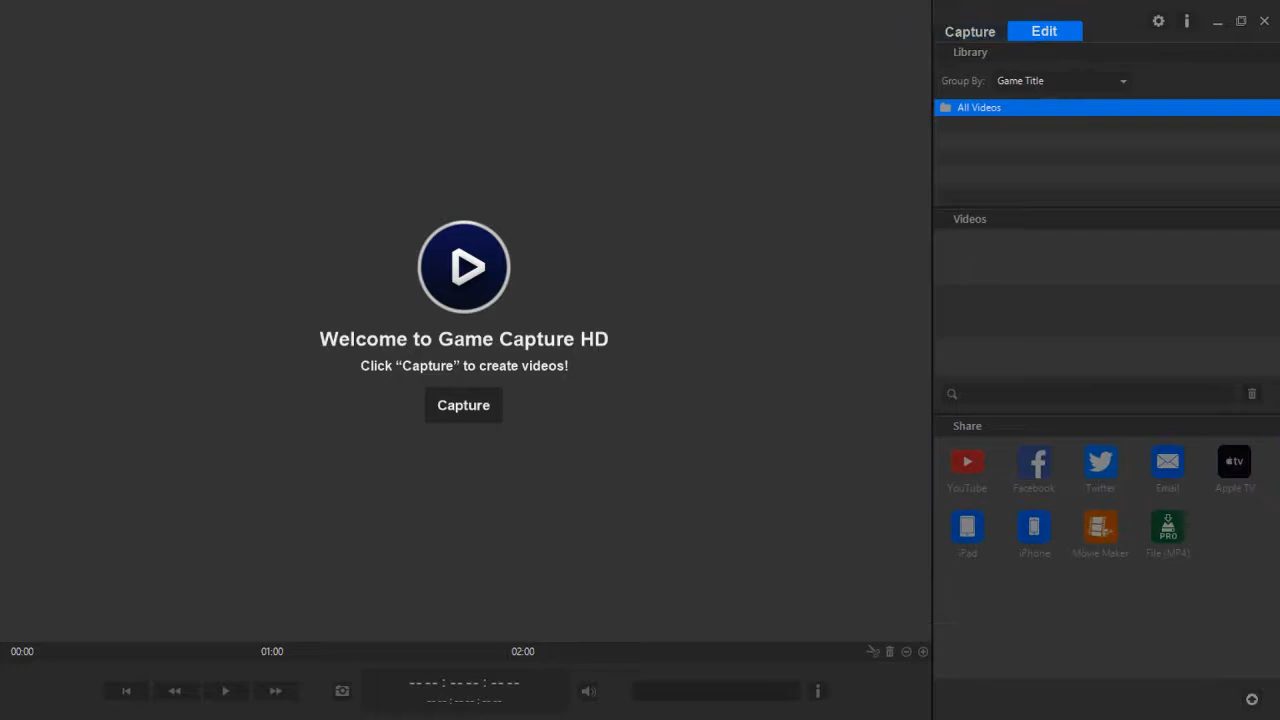 Capture
Edit
Library
Group By:
Game Title
All Videos
Videos
Welcome to Game Capture HD
Click “Capture” to create videos!
Capture
Share
YouTube
Facebook
Twitter
Email
tv
Apple TV
PRO
iPad
iPhone
Movie Maker
File (MP4)
00:00
01:00
02:00
-- -- : -- -- : -- --
-- -- : -- -- : -- --